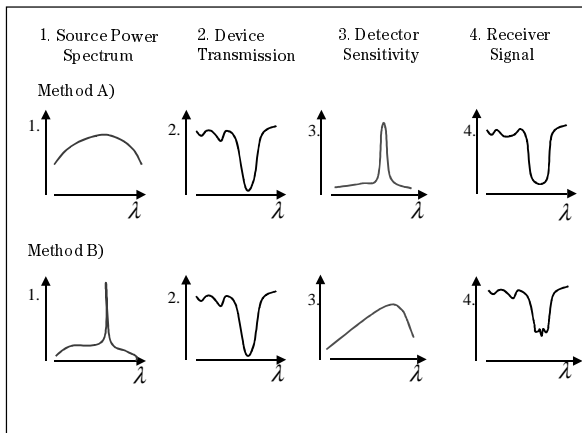 1. Source Power Spectrum
2. Device Transmission
3. Detector Sensitivity
4. Receiver Signal
Method A)
1.
2.
3.
4.
λ
λ
λ
λ
Method B)
1.
2.
3.
4.
λ
λ
λ
λ